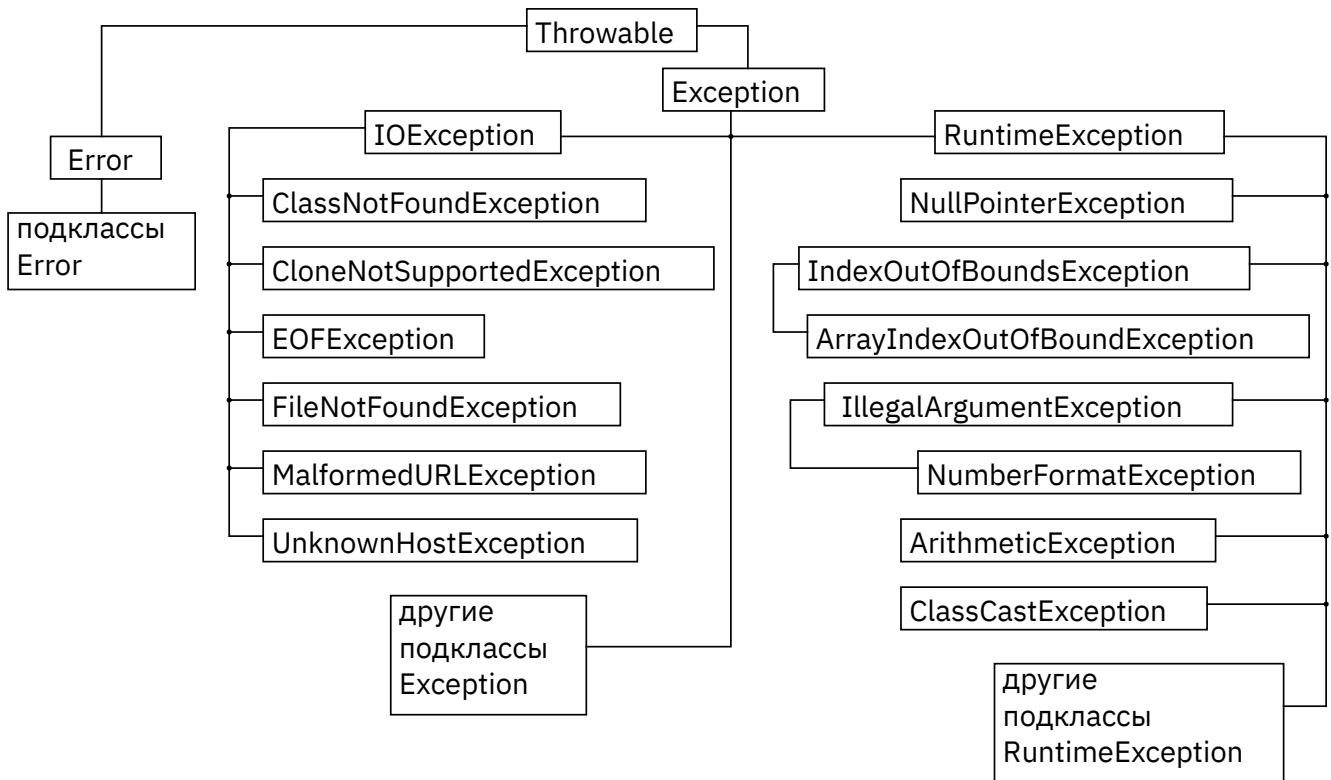 Throwable
Exception
IOException
RuntimeException
Error
подклассы
Error
ClassNotFoundException
CloneNotSupportedException
EOFException
FileNotFoundException
MalformedURLException
UnknownHostException
другие
подклассы
Exception
NullPointerException
IndexOutOfBoundsException
ArrayIndexOutOfBoundException
IllegalArgumentException
NumberFormatException
ArithmeticException
ClassCastException
другие
подклассы
RuntimeException